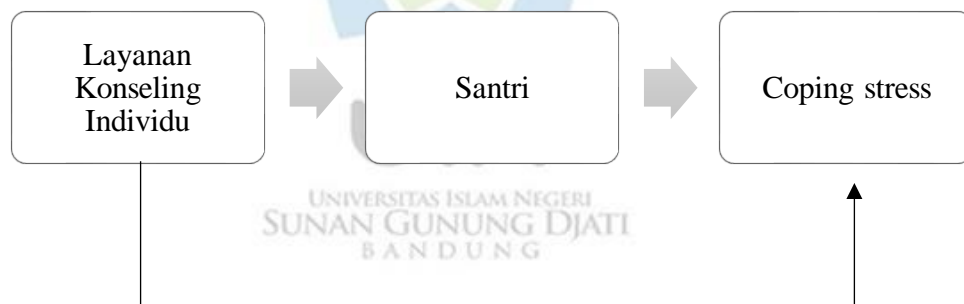 Layanan
Konseling
Individu
Santri
Coping stress
UNIVERSITAS ISLAM NEGERI
SUNAN GUNUNG DJATI
BANDUNG